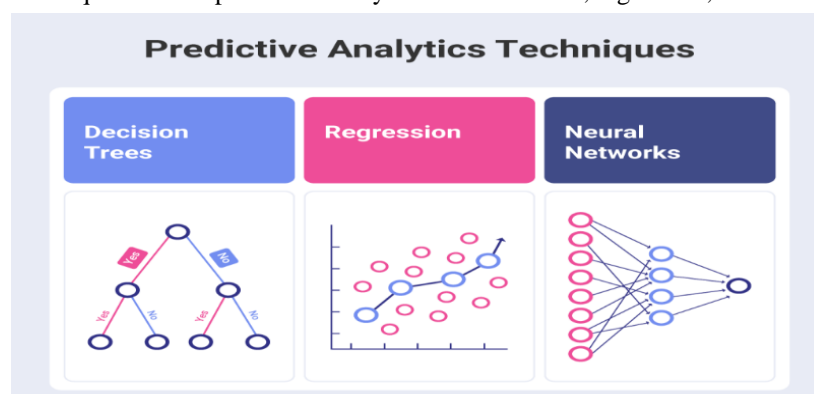 Predictive Analytics Techniques
Decision
Trees
Regression
Neural
Networks
Yes
No
Yes
No
Yes
No